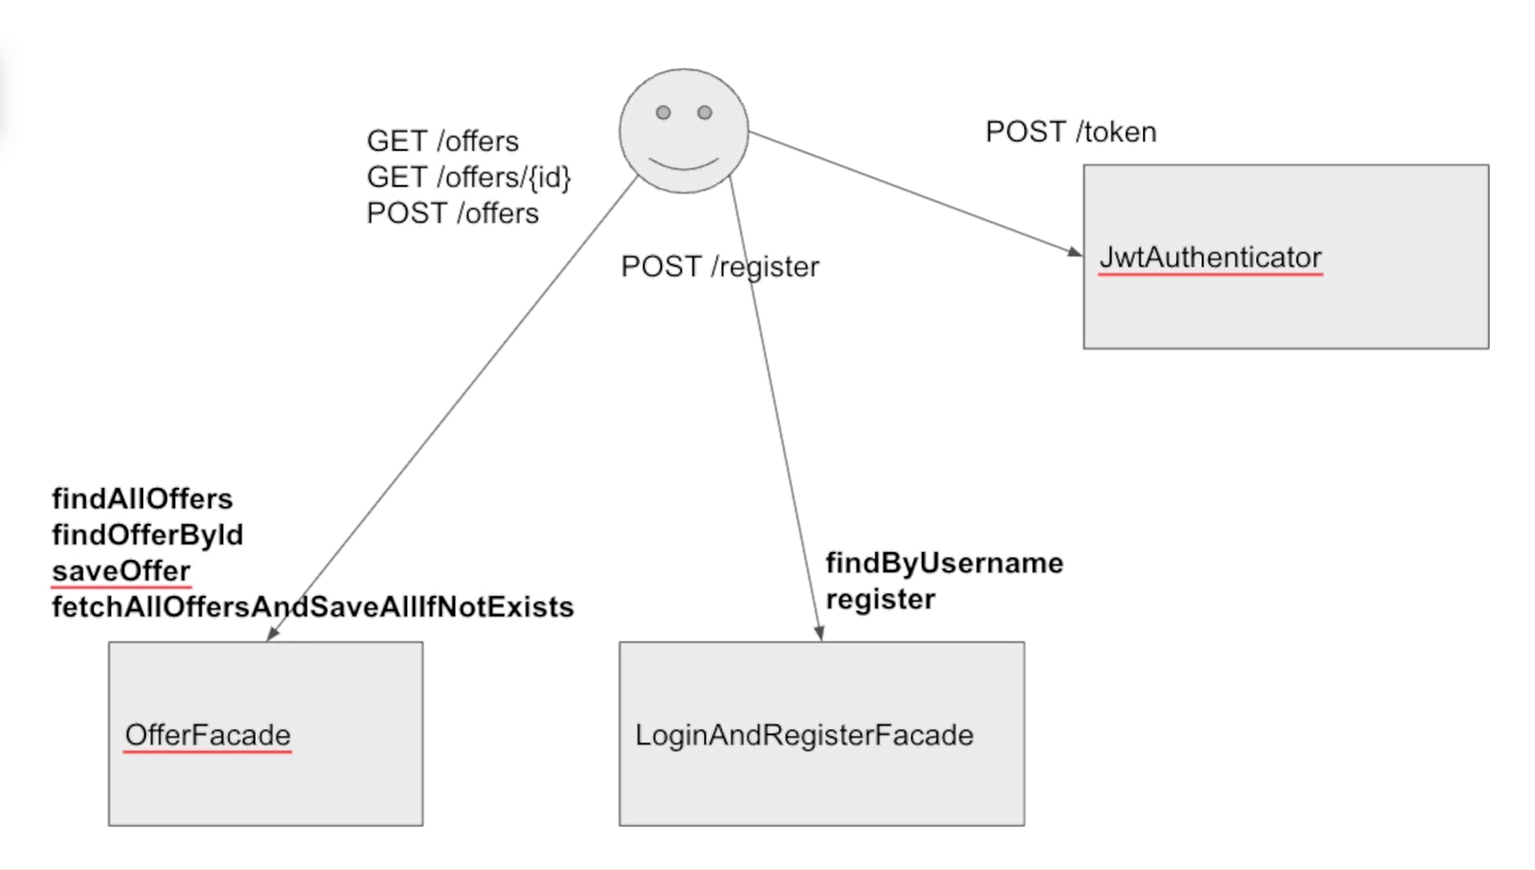 GET /offers
GET /offers/{id}
POST /offers
POST /token
JwtAuthenticator
POST /register
findAllOffers
findOfferById
saveOffer
fetchAllOffersAndSaveAllIfNotExists
findByUsername
register
OfferFacade
LoginAndRegisterFacade